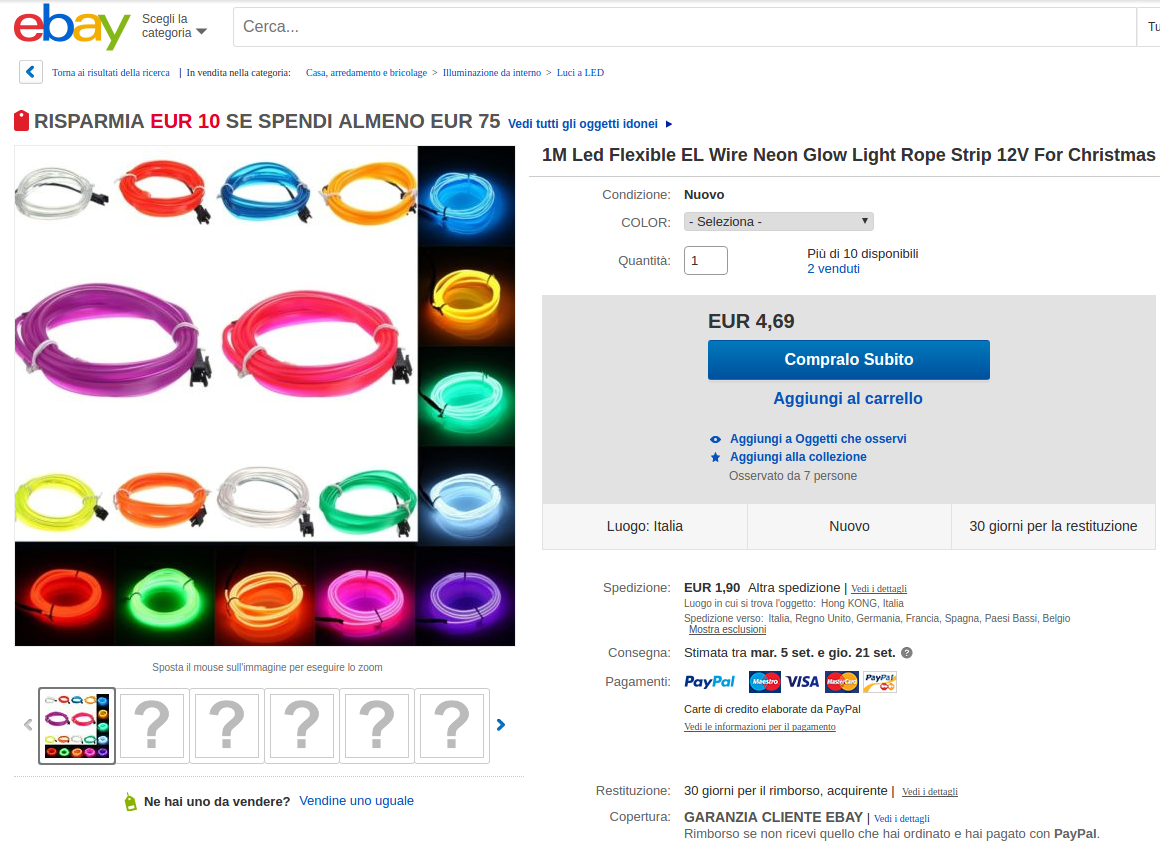 ebay
Scegli la
categoria
Cerca...
Tu
Torna ai risultati della ricerca | In vendita nella categoria: Casa, arredamento e bricolage > Illuminazione da interno > Luci a LED
RISPARMIA EUR 10 SE SPENDI ALMENO EUR 75 Vedi tutti gli oggetti idonei
1M Led Flexible EL Wire Neon Glow Light Rope Strip 12V For Christmas
Condizione: Nuovo
COLOR: - Seleziona -
Quantità: 1
Più di 10 disponibili
2 venduti
EUR 4,69
Compralo Subito
Aggiungi al carrello
Aggiungi a Oggetti che osservi
Aggiungi alla collezione
Osservato da 7 persone
Luogo: Italia
Nuovo
30 giorni per la restituzione
Spedizione: EUR 1,90 Altra spedizione | Vedi i dettagli
Luogo in cui si trova l'oggetto: Hong KONG, Italia
Spedizione verso: Italia, Regno Unito, Germania, Francia, Spagna, Paesi Bassi, Belgio
Mostra esclusioni
Consegna: Stimata tra mar. 5 set. e gio. 21 set. ?
Pagamenti: PayPal Maestro VISA MasterCard PayPal
Carte di credito elaborate da PayPal
Vedi le informazioni per il pagamento
Restituzione: 30 giorni per il rimborso, acquirente | Vedi i dettagli
Copertura: GARANZIA CLIENTE EBAY | Vedi i dettagli
Rimborso se non ricevi quello che hai ordinato e hai pagato con PayPal.
Sposta il mouse sull'immagine per eseguire lo zoom
? ? ? ? ?
Ne hai uno da vendere? Vendine uno uguale